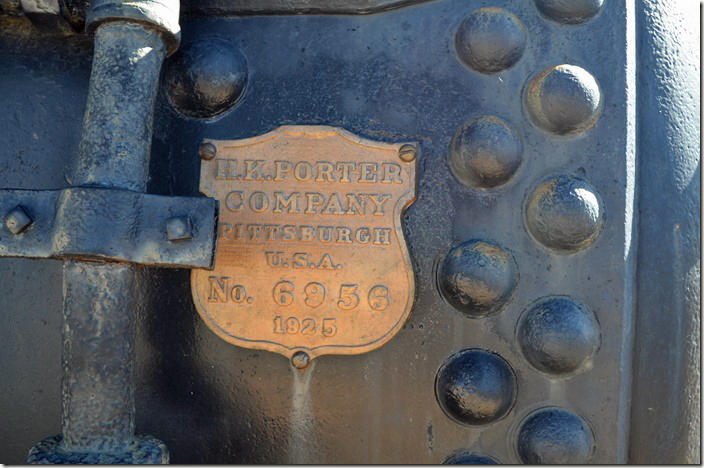 H.K.PORTER
COMPANY
PITTSBURGH
U.S.A.
No. 6956
1925